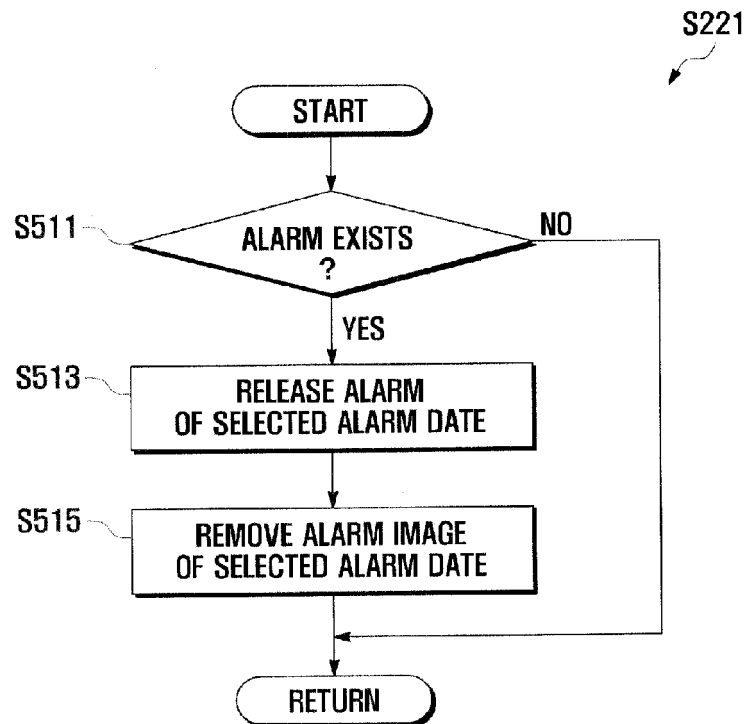 S221
START
S511
ALARM EXISTS
?
NO
YES
S513
RELEASE ALARM
OF SELECTED ALARM DATE
S515
REMOVE ALARM IMAGE
OF SELECTED ALARM DATE
RETURN